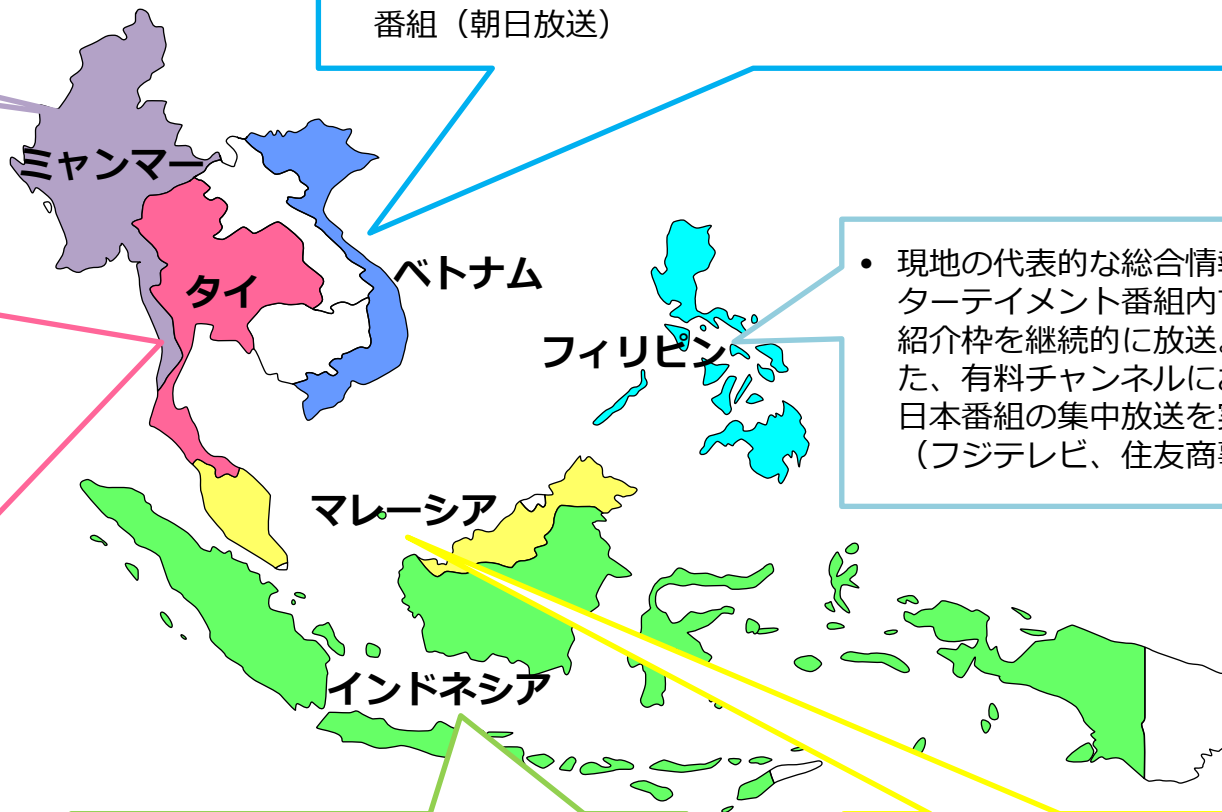 番組（朝日放送）
ミャンマー
タイ
ベトナム
フィリピン
• 現地の代表的な総合情
ターテイメント番組内
紹介枠を継続的に放送
た、有料チャンネルに
日本番組の集中放送を
（フジテレビ、住友商
マレーシア
インドネシア